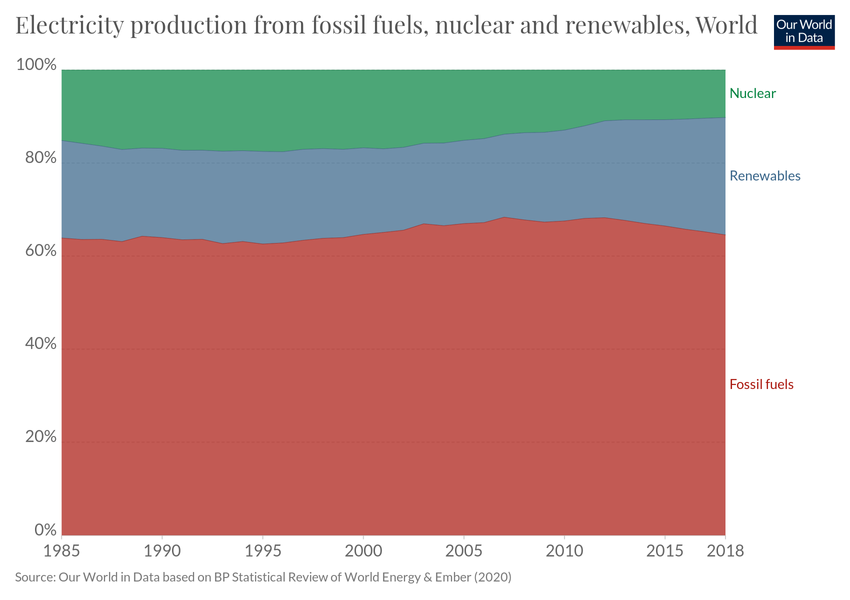 Electricity production from fossil fuels, nuclear and renewables, World
Our World
in Data
100%
Nuclear
80%
Renewables
60%
40%
Fossil fuels
20%
0%
1985 1990 1995 2000 2005 2010 2015 2018
Source: Our World in Data based on BP Statistical Review of World Energy & Ember (2020)